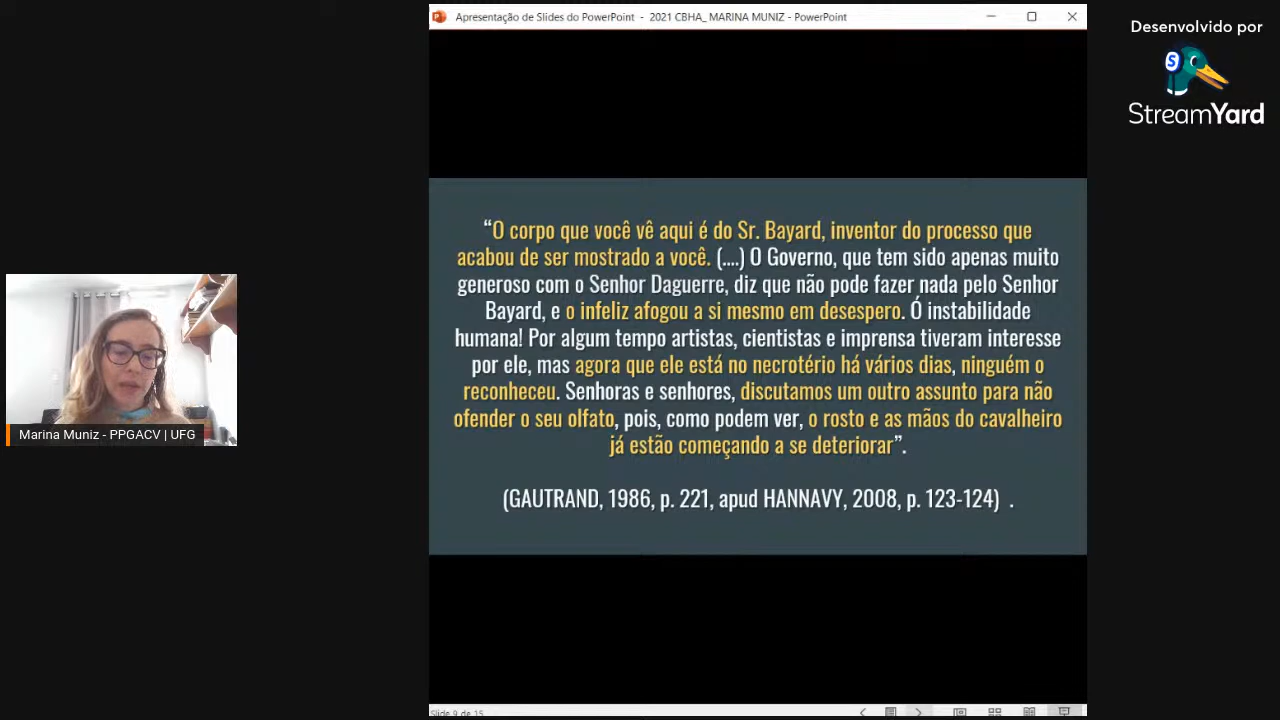 Apresentação de Slides do PowerPoint - 2021 CBHA_ MARINA MUNIZ - PowerPoint
Desenvolvido por
StreamYard
“O corpo que você vê aqui é do Sr. Bayard, inventor do processo que
acabou de ser mostrado a você. (....) O Governo, que tem sido apenas muito
generoso com o Senhor Daguerre, diz que não pode fazer nada pelo Senhor
Bayard, e o infeliz afogou a si mesmo em desespero. Ó instabilidade
humana! Por algum tempo artistas, cientistas e imprensa tiveram interesse
por ele, mas agora que ele está no necrotério há vários dias, ninguém o
reconheceu. Senhoras e senhores, discutamos um outro assunto para não
ofender o seu olfato, pois, como podem ver, o rosto e as mãos do cavalheiro
já estão começando a se deteriorar”.
(GAUTRAND, 1986, p. 221, apud HANNAVY, 2008, p. 123-124) .
Marina Muniz - PPGACV | UFG
Slide 9 de 15